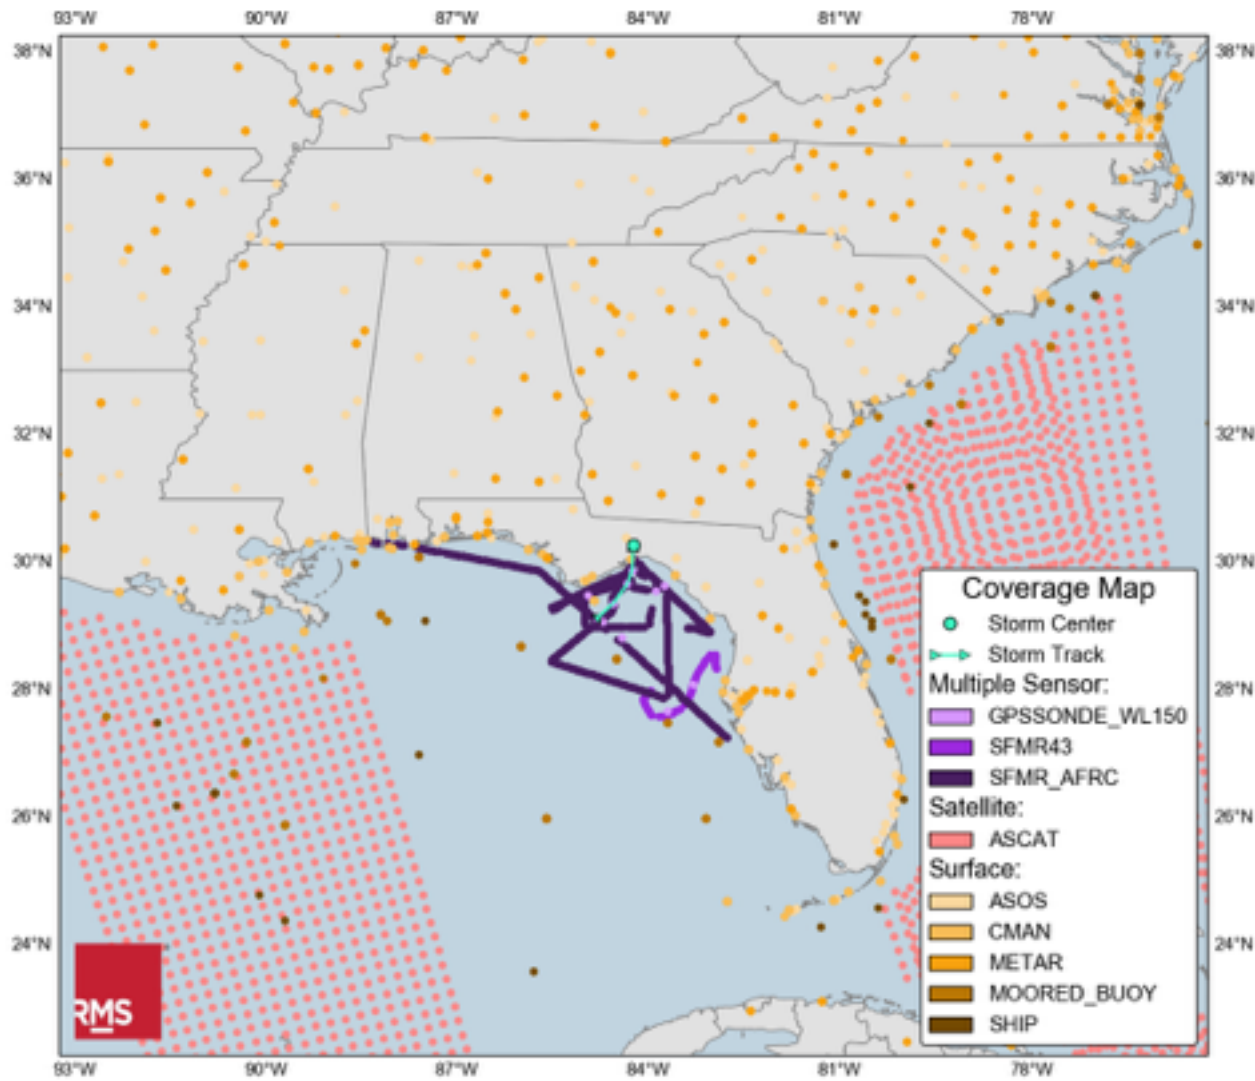 93°W 90°W 87°W 84°W 81°W 78°W
38°N 38°N
36°N 36°N
34°N 34°N
32°N 32°N
30°N 30°N
Coverage Map
Storm Center
Storm Track
Multiple Sensor:
28°N 28°N
GPSSONDE_WL150
SFMR43
SFMR_AFRC
Satellite:
26°N 26°N
ASCAT
Surface:
ASOS
CMAN
24°N 24°N
METAR
MOORED_BUOY
RMS
SHIP
93°W 90°W 87°W 84°W 81°W 78°W